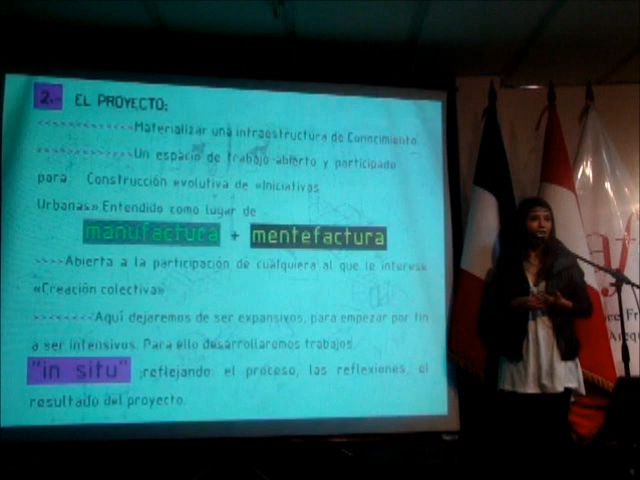 2.- EL PROYECTO:
<<<<<<<<<<<<<Materializar una infraestructura de Conocimiento.
<<<<<<<<<<<<<Un espacio de trabajo abierto y participado
para Construcción evolutiva de «Iniciativas
Urbanas» Entendido como lugar de
manufactura + mentefactura
<<<<Abierta a la participación de cualquiera al que le interese
«Creación colectiva»
<<<<<<<<Aquí dejaremos de ser expansivos, para empezar por fin
a ser intensivos. Para ello desarrollaremos trabajos
"in situ" ;reflejando el proceso, las reflexiones, el
resultado del proyecto.